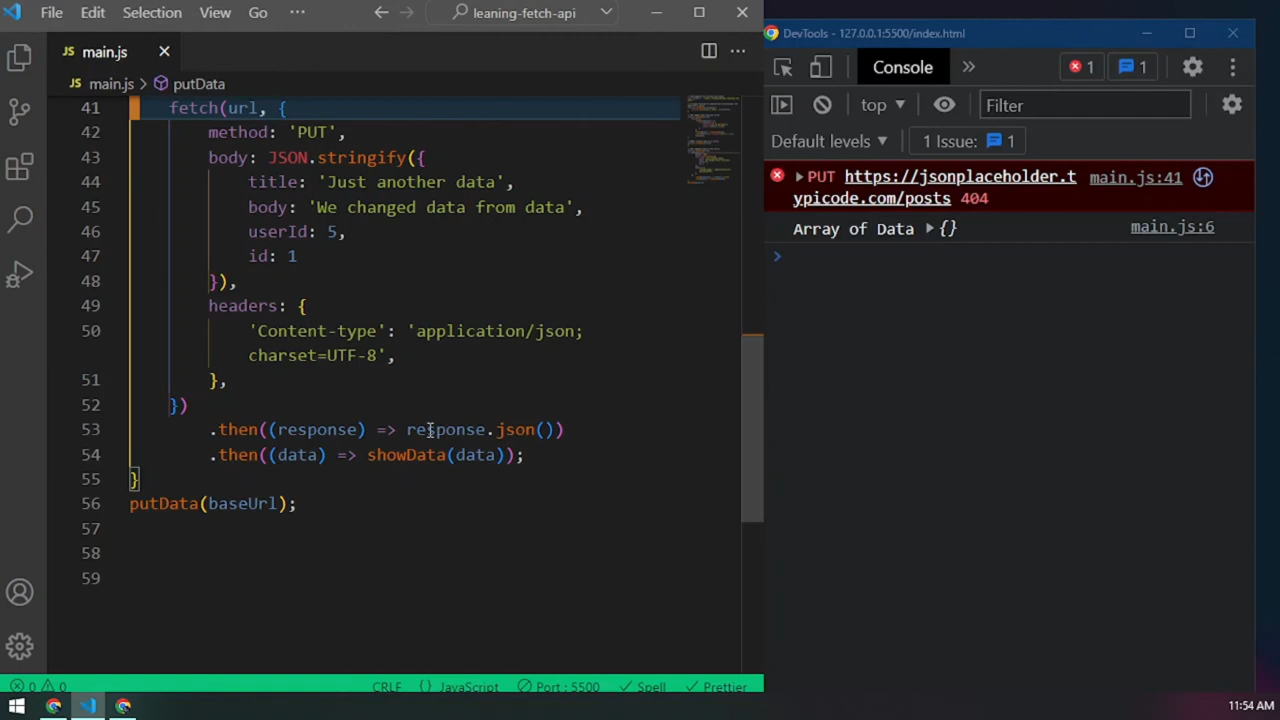 File Edit Selection View Go ··· leaning-fetch-api
JS main.js
JS main.js > putData
41 fetch(url, {
42 method: 'PUT',
43 body: JSON.stringify({
44 title: 'Just another data',
45 body: 'We changed data from data',
46 userId: 5,
47 id: 1
48 }),
49 headers: {
50 'Content-type': 'application/json;
charset=UTF-8',
51 },
52 })
53 .then((response) => response.json())
54 .then((data) => showData(data));
55 }
56 putData(baseUrl);
57
58
59
0 0 CRLF {} JavaScript Port : 5500 Spell Prettier
DevTools - 127.0.0.1:5500/index.html
Console » 1 1
top Filter
Default levels 1 Issue: 1
PUT https://jsonplaceholder.t main.js:41
ypicode.com/posts 404
Array of Data {} main.js:6
11:54 AM